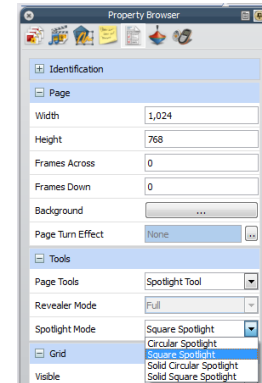 Property Browser
Identification
Page
Width 1,024
Height 768
Frames Across 0
Frames Down 0
Background ...
Page Turn Effect None ..
Tools
Page Tools Spotlight Tool
Revealer Mode Full
Spotlight Mode Square Spotlight
Circular Spotlight
Square Spotlight
Grid Solid Circular Spotlight
Visible Solid Square Spotlight